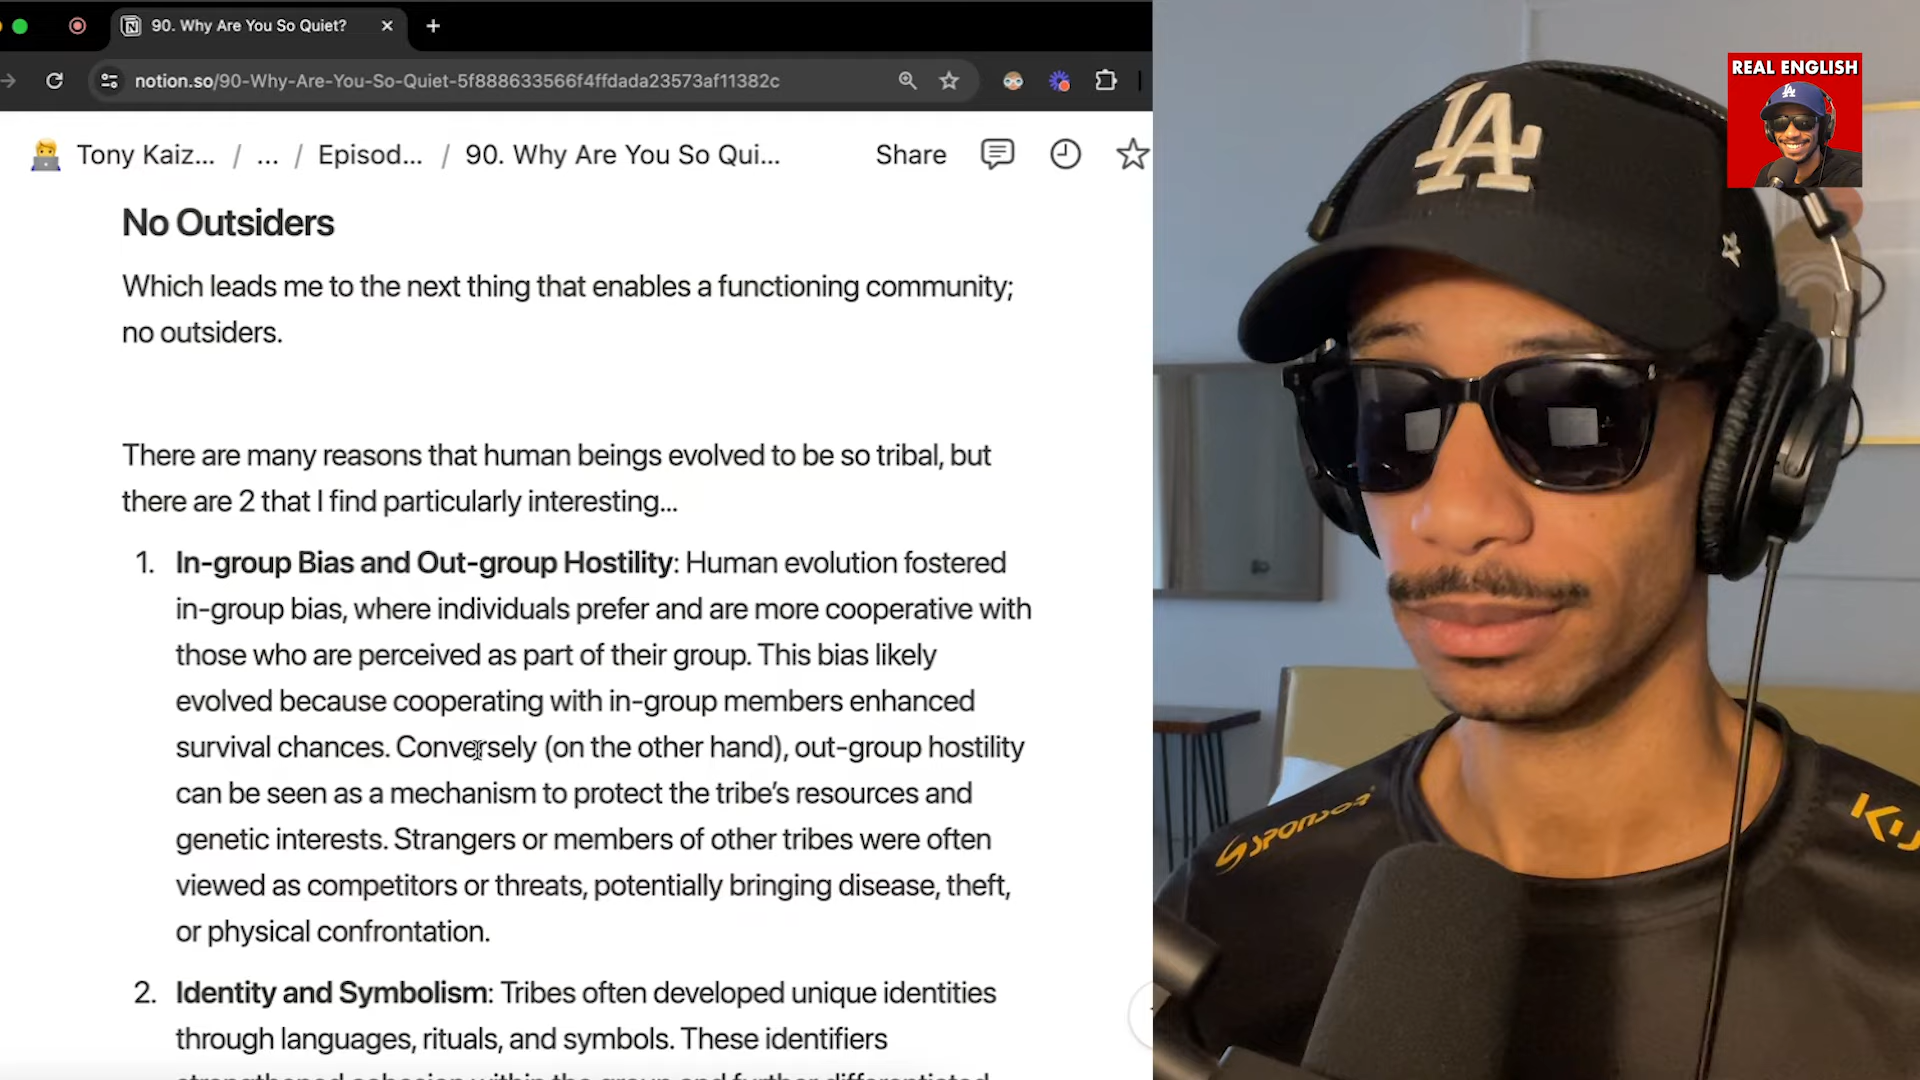 90. Why Are You So Quiet?
notion.so/90-Why-Are-You-So-Quiet-5f888633566f4ffdada23573af11382c
Tony Kaiz... / ... / Episod... / 90. Why Are You So Qui... Share
No Outsiders
Which leads me to the next thing that enables a functioning community;
no outsiders.
There are many reasons that human beings evolved to be so tribal, but
there are 2 that I find particularly interesting...
1. In-group Bias and Out-group Hostility: Human evolution fostered
in-group bias, where individuals prefer and are more cooperative with
those who are perceived as part of their group. This bias likely
evolved because cooperating with in-group members enhanced
survival chances. Conversely (on the other hand), out-group hostility
can be seen as a mechanism to protect the tribe's resources and
genetic interests. Strangers or members of other tribes were often
viewed as competitors or threats, potentially bringing disease, theft,
or physical confrontation.
2. Identity and Symbolism: Tribes often developed unique identities
through languages, rituals, and symbols. These identifiers
REAL ENGLISH
LA
LA
SPONSOR